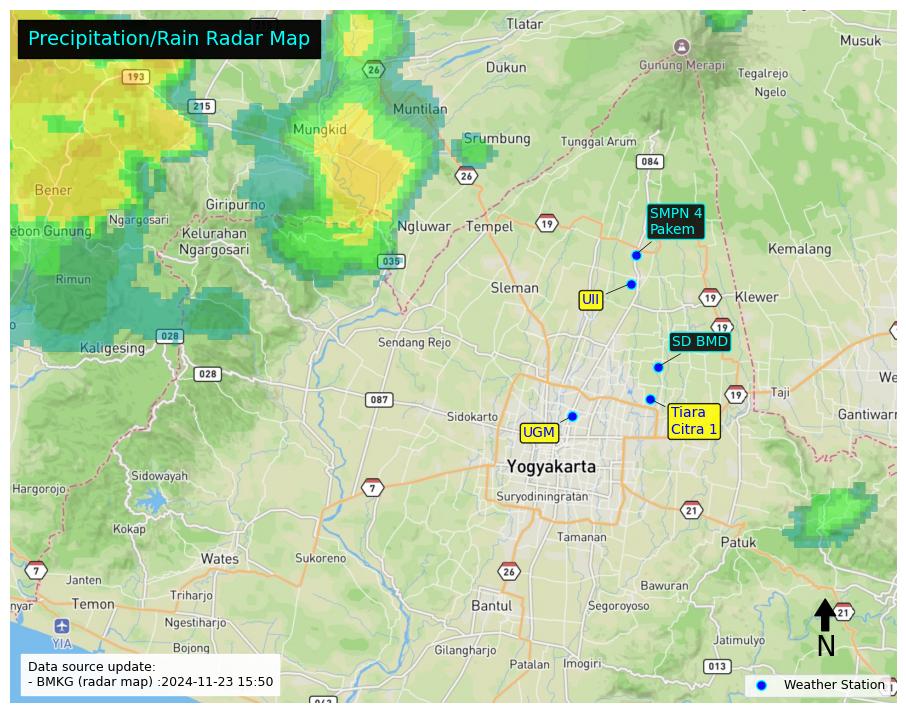 Precipitation/Rain Radar Map
Tlatar
Musuk
Gunung Merapi
193
26
Dukun
Tegalrejo
Ngelo
215
Muntilan
Mungkid
Srumbung
Tunggal Arum
084
26
Bener
Giripurno
Ngargosari
SMPN 4
Pakem
ebon Gunung
Kelurahan
Ngargosari
Ngluwar
Tempel
19
Kemalang
035
Rimun
Sleman
UII
19
Klewer
19
028
Kaligesing
Sendang Rejo
SD BMD
028
We
087
19
Taji
Sidokarto
UGM
Tiara
Citra 1
Gantiwarn
Yogyakarta
Sidowayah
Hargorojo
7
Suryodiningratan
21
Kokap
Tamanan
Patuk
Wates
Sukoreno
7
Janten
26
Bawuran
Temon
Triharjo
Bantul
Segoroyoso
21
nyar
Ngestiharjo
N
YIA
Bojong
Gilangharjo
Jatimulyo
Patalan
Imogiri
013
Data source update:
- BMKG (radar map) :2024-11-23 15:50
Weather Station